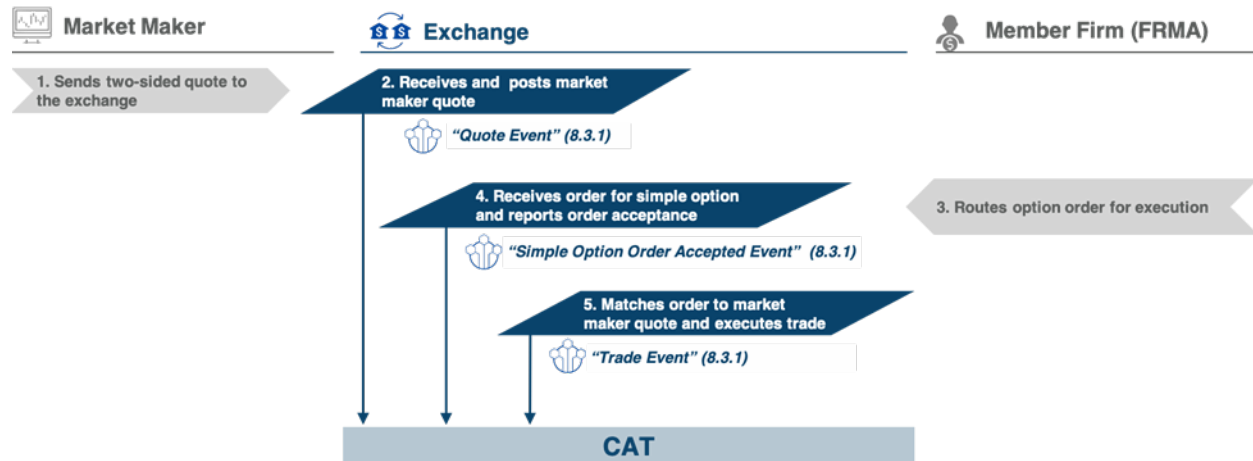 Market Maker
Exchange
Member Firm (FRMA)
1. Sends two-sided quote to
the exchange
2. Receives and posts market
maker quote
“Quote Event” (8.3.1)
4. Receives order for simple option
and reports order acceptance
3. Routes option order for execution
“Simple Option Order Accepted Event” (8.3.1)
5. Matches order to market
maker quote and executes trade
“Trade Event” (8.3.1)
CAT